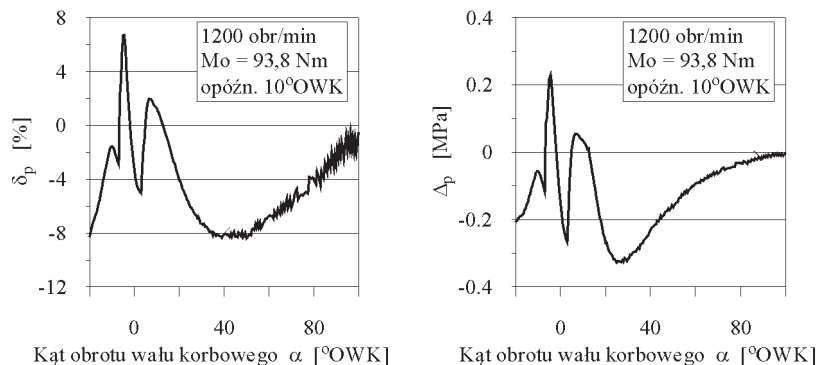 8
4
0
-4
-8
-12
δp [%]
1200 obr/min
Mo = 93,8 Nm
opóźn. 10°OWK
0 40 80
Kąt obrotu wału korbowego α [°OWK]
0.4
0.2
0
-0.2
-0.4
Δp [MPa]
1200 obr/min
Mo = 93,8 Nm
opóźn. 10°OWK
0 40 80
Kąt obrotu wału korbowego α [°OWK]